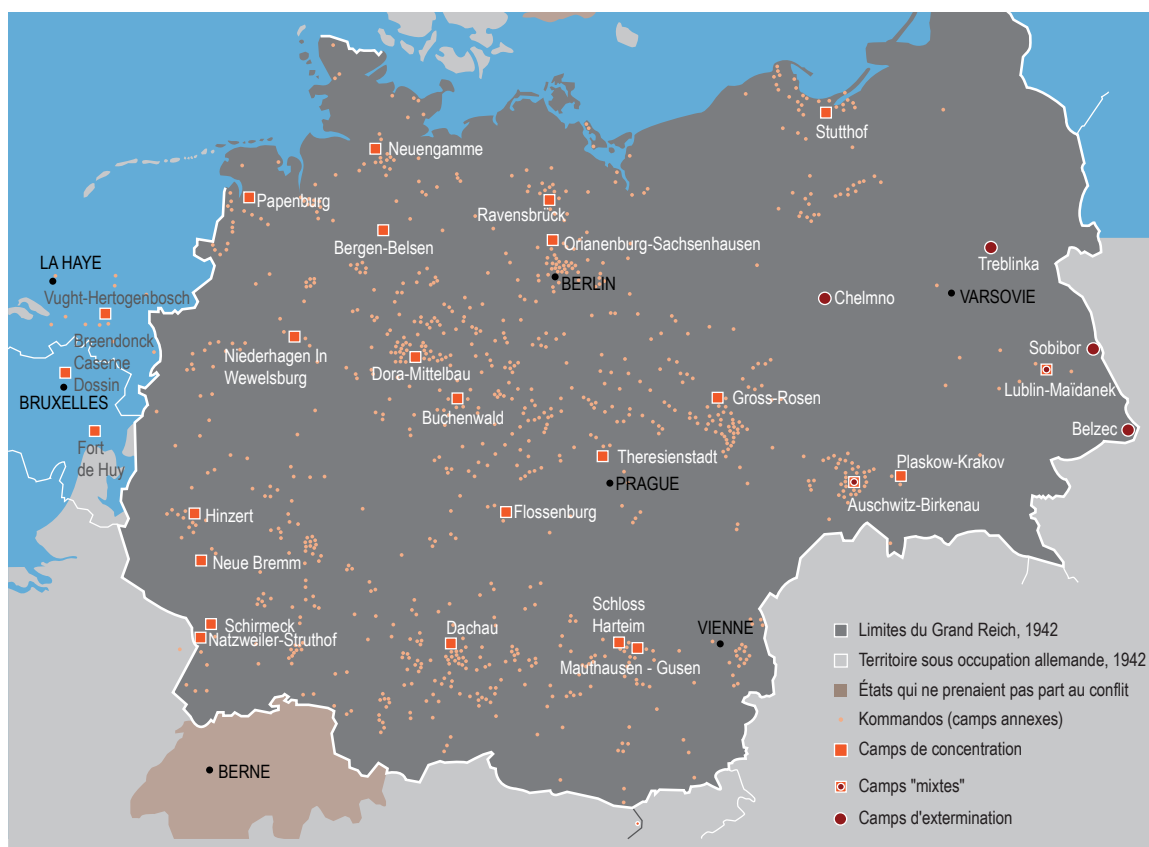 Stutthof
Neuengamme
Papenburg
Ravensbrück
Bergen-Belsen
Orianenburg-Sachsenhausen
LA HAYE
BERLIN
Treblinka
Vught-Hertogenbosch
Chelmno
VARSOVIE
Breendonck
Caserne
Dossin
BRUXELLES
Niederhagen In
Wewelsburg
Dora-Mittelbau
Sobibor
Lublin-Maïdanek
Buchenwald
Gross-Rosen
Belzec
Fort
de Huy
Theresienstadt
PRAGUE
Plaskow-Krakov
Auschwitz-Birkenau
Hinzert
Flossenburg
Neue Bremm
Schirmeck
Natzweiler-Struthof
Dachau
Schloss
Harteim
Mauthausen - Gusen
VIENNE
BERNE
Limites du Grand Reich, 1942
Territoire sous occupation allemande, 1942
États qui ne prenaient pas part au conflit
Kommandos (camps annexes)
Camps de concentration
Camps "mixtes"
Camps d'extermination